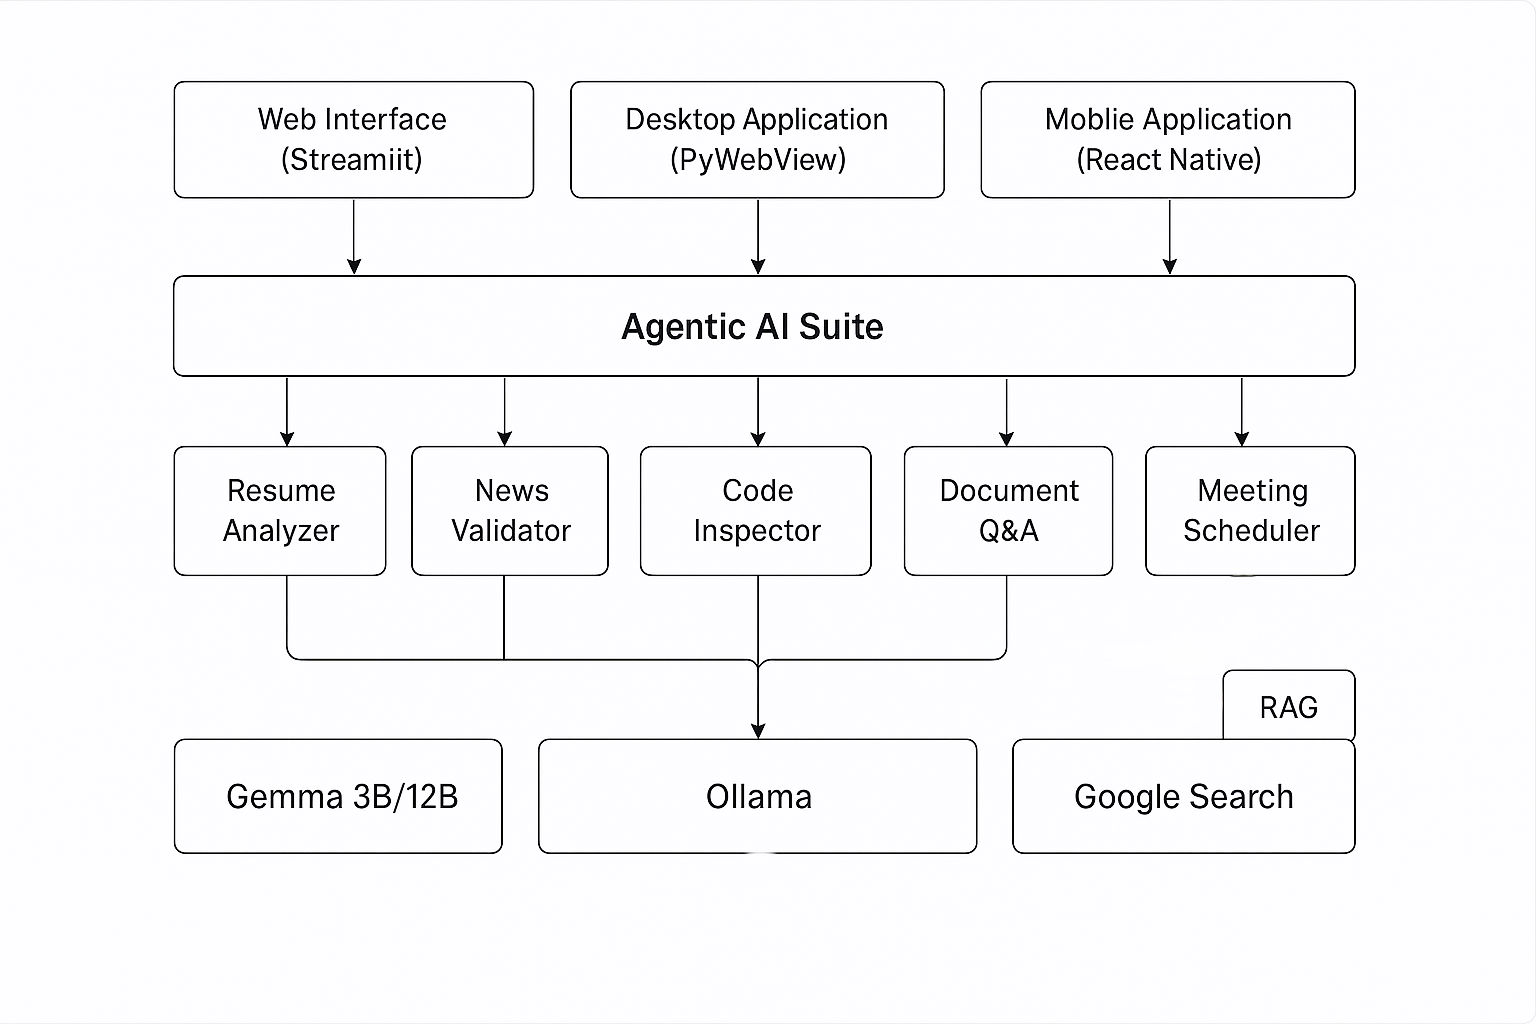 Web Interface
(Streamiit)
Desktop Application
(PyWebView)
Moblie Application
(React Native)
Agentic AI Suite
Resume
Analyzer
News
Validator
Code
Inspector
Document
Q&A
Meeting
Scheduler
RAG
Gemma 3B/12B
Ollama
Google Search